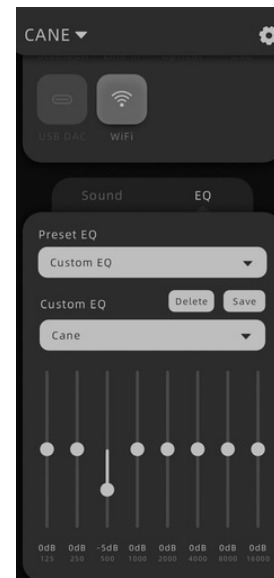 CANE
USB DAC WiFi
Sound EQ
Preset EQ
Custom EQ
Custom EQ Delete Save
Cane
0dB 0dB -5dB 0dB 0dB 0dB 0dB 0dB
125 250 500 1000 2000 4000 8000 16000